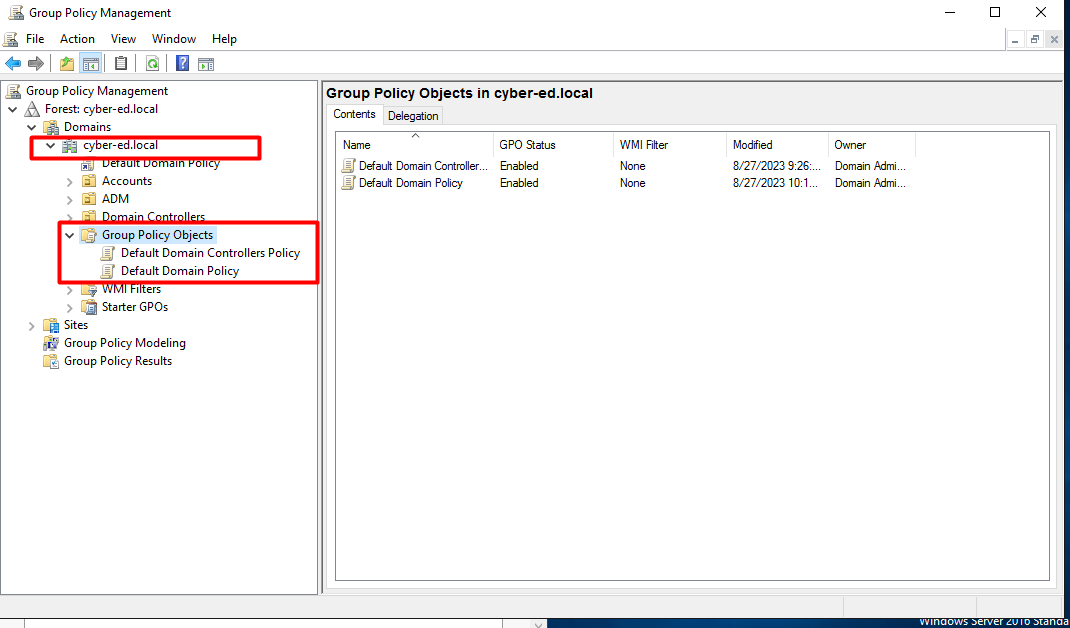 Group Policy Management
File Action View Window Help
Group Policy Management
Forest: cyber-ed.local
Domains
cyber-ed.local
Default Domain Policy
Accounts
ADM
Domain Controllers
Group Policy Objects
Default Domain Controllers Policy
Default Domain Policy
WMI Filters
Starter GPOs
Sites
Group Policy Modeling
Group Policy Results
Group Policy Objects in cyber-ed.local
Contents Delegation
Name GPO Status WMI Filter Modified Owner
Default Domain Controller... Enabled None 8/27/2023 9:26:... Domain Admi...
Default Domain Policy Enabled None 8/27/2023 10:1... Domain Admi...
Windows Server 2016 Standa